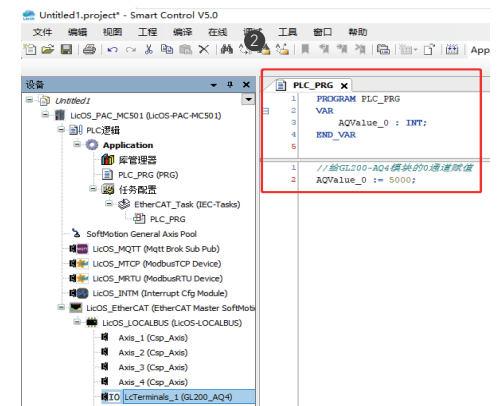 Untitled1.project* - Smart Control V5.0
文件 编辑 视图 工程 编译 在线 调试 工具 窗口 帮助
2
App
设备
PLC_PRG
Untitled1
LicOS_PAC_MC501 (LicOS-PAC-MC501)
PLC逻辑
Application
库管理器
PLC_PRG (PRG)
任务配置
EtherCAT_Task (IEC-Tasks)
PLC_PRG
SoftMotion General Axis Pool
LicOS_MQTT (Mqtt Brok Sub Pub)
LicOS_MTCP (ModbusTCP Device)
LicOS_MRTU (ModbusRTU Device)
LicOS_INTM (Interrupt Cfg Module)
LicOS_EtherCAT (EtherCAT Master SoftMoti
LicOS_LOCALBUS (LicOS-LOCALBUS)
Axis_1 (Csp_Axis)
Axis_2 (Csp_Axis)
Axis_3 (Csp_Axis)
Axis_4 (Csp_Axis)
IO LcTerminals_1 (GL200_AQ4)
1 PROGRAM PLC_PRG
2 VAR
3 AQValue_0 : INT;
4 END_VAR
5
1 //给GL200-AQ4模块的0通道赋值
2 AQValue_0 := 5000;